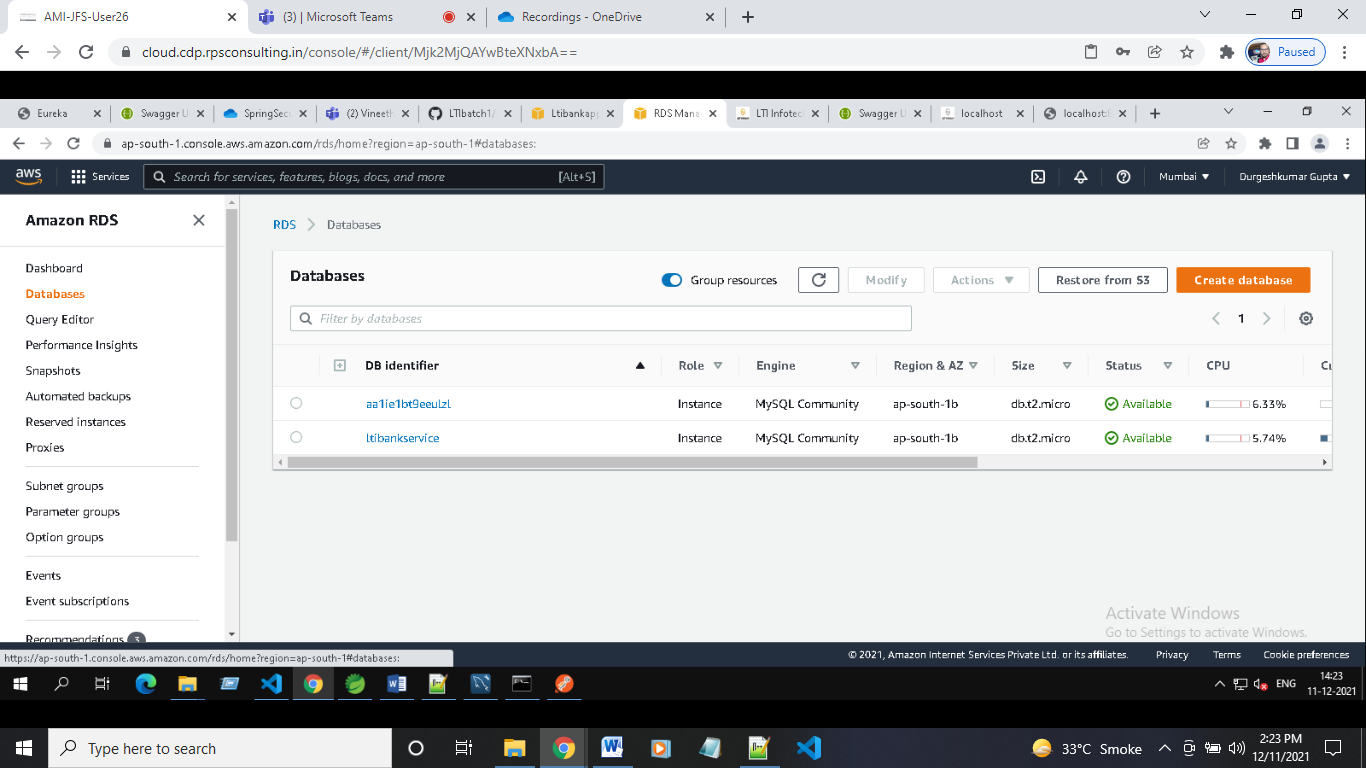 AMI-JFS-User26
(3) | Microsoft Teams
Recordings - OneDrive
cloud.cdp.rpsconsulting.in/console/#/client/Mjk2MjQAYwBteXNxbA==
Paused
Eureka
Swagger U
SpringSec
(2) Vineeth
LTIbatch1/
Ltibankapp
RDS Mana
LTI Infotec
Swagger U
localhost
localhost:
ap-south-1.console.aws.amazon.com/rds/home?region=ap-south-1#databases:
aws
Services
Search for services, features, blogs, docs, and more
[Alt+S]
Mumbai
Durgeshkumar Gupta
Amazon RDS
Dashboard
Databases
Query Editor
Performance Insights
Snapshots
Automated backups
Reserved instances
Proxies
Subnet groups
Parameter groups
Option groups
Events
Event subscriptions
Recommendations 3
RDS
Databases
Databases
Group resources
Modify
Actions
Restore from S3
Create database
Filter by databases
1
DB identifier Role Engine Region & AZ Size Status CPU
aa1ie1bt9eeulzl Instance MySQL Community ap-south-1b db.t2.micro Available 6.33%
ltibankservice Instance MySQL Community ap-south-1b db.t2.micro Available 5.74%
Activate Windows
Go to Settings to activate Windows.
https://ap-south-1.console.aws.amazon.com/rds/home?region=ap-south-1#databases:
© 2021, Amazon Internet Services Private Ltd. or its affiliates.
Privacy
Terms
Cookie preferences
ENG
14:23
11-12-2021
Type here to search
33°C Smoke
2:23 PM
12/11/2021